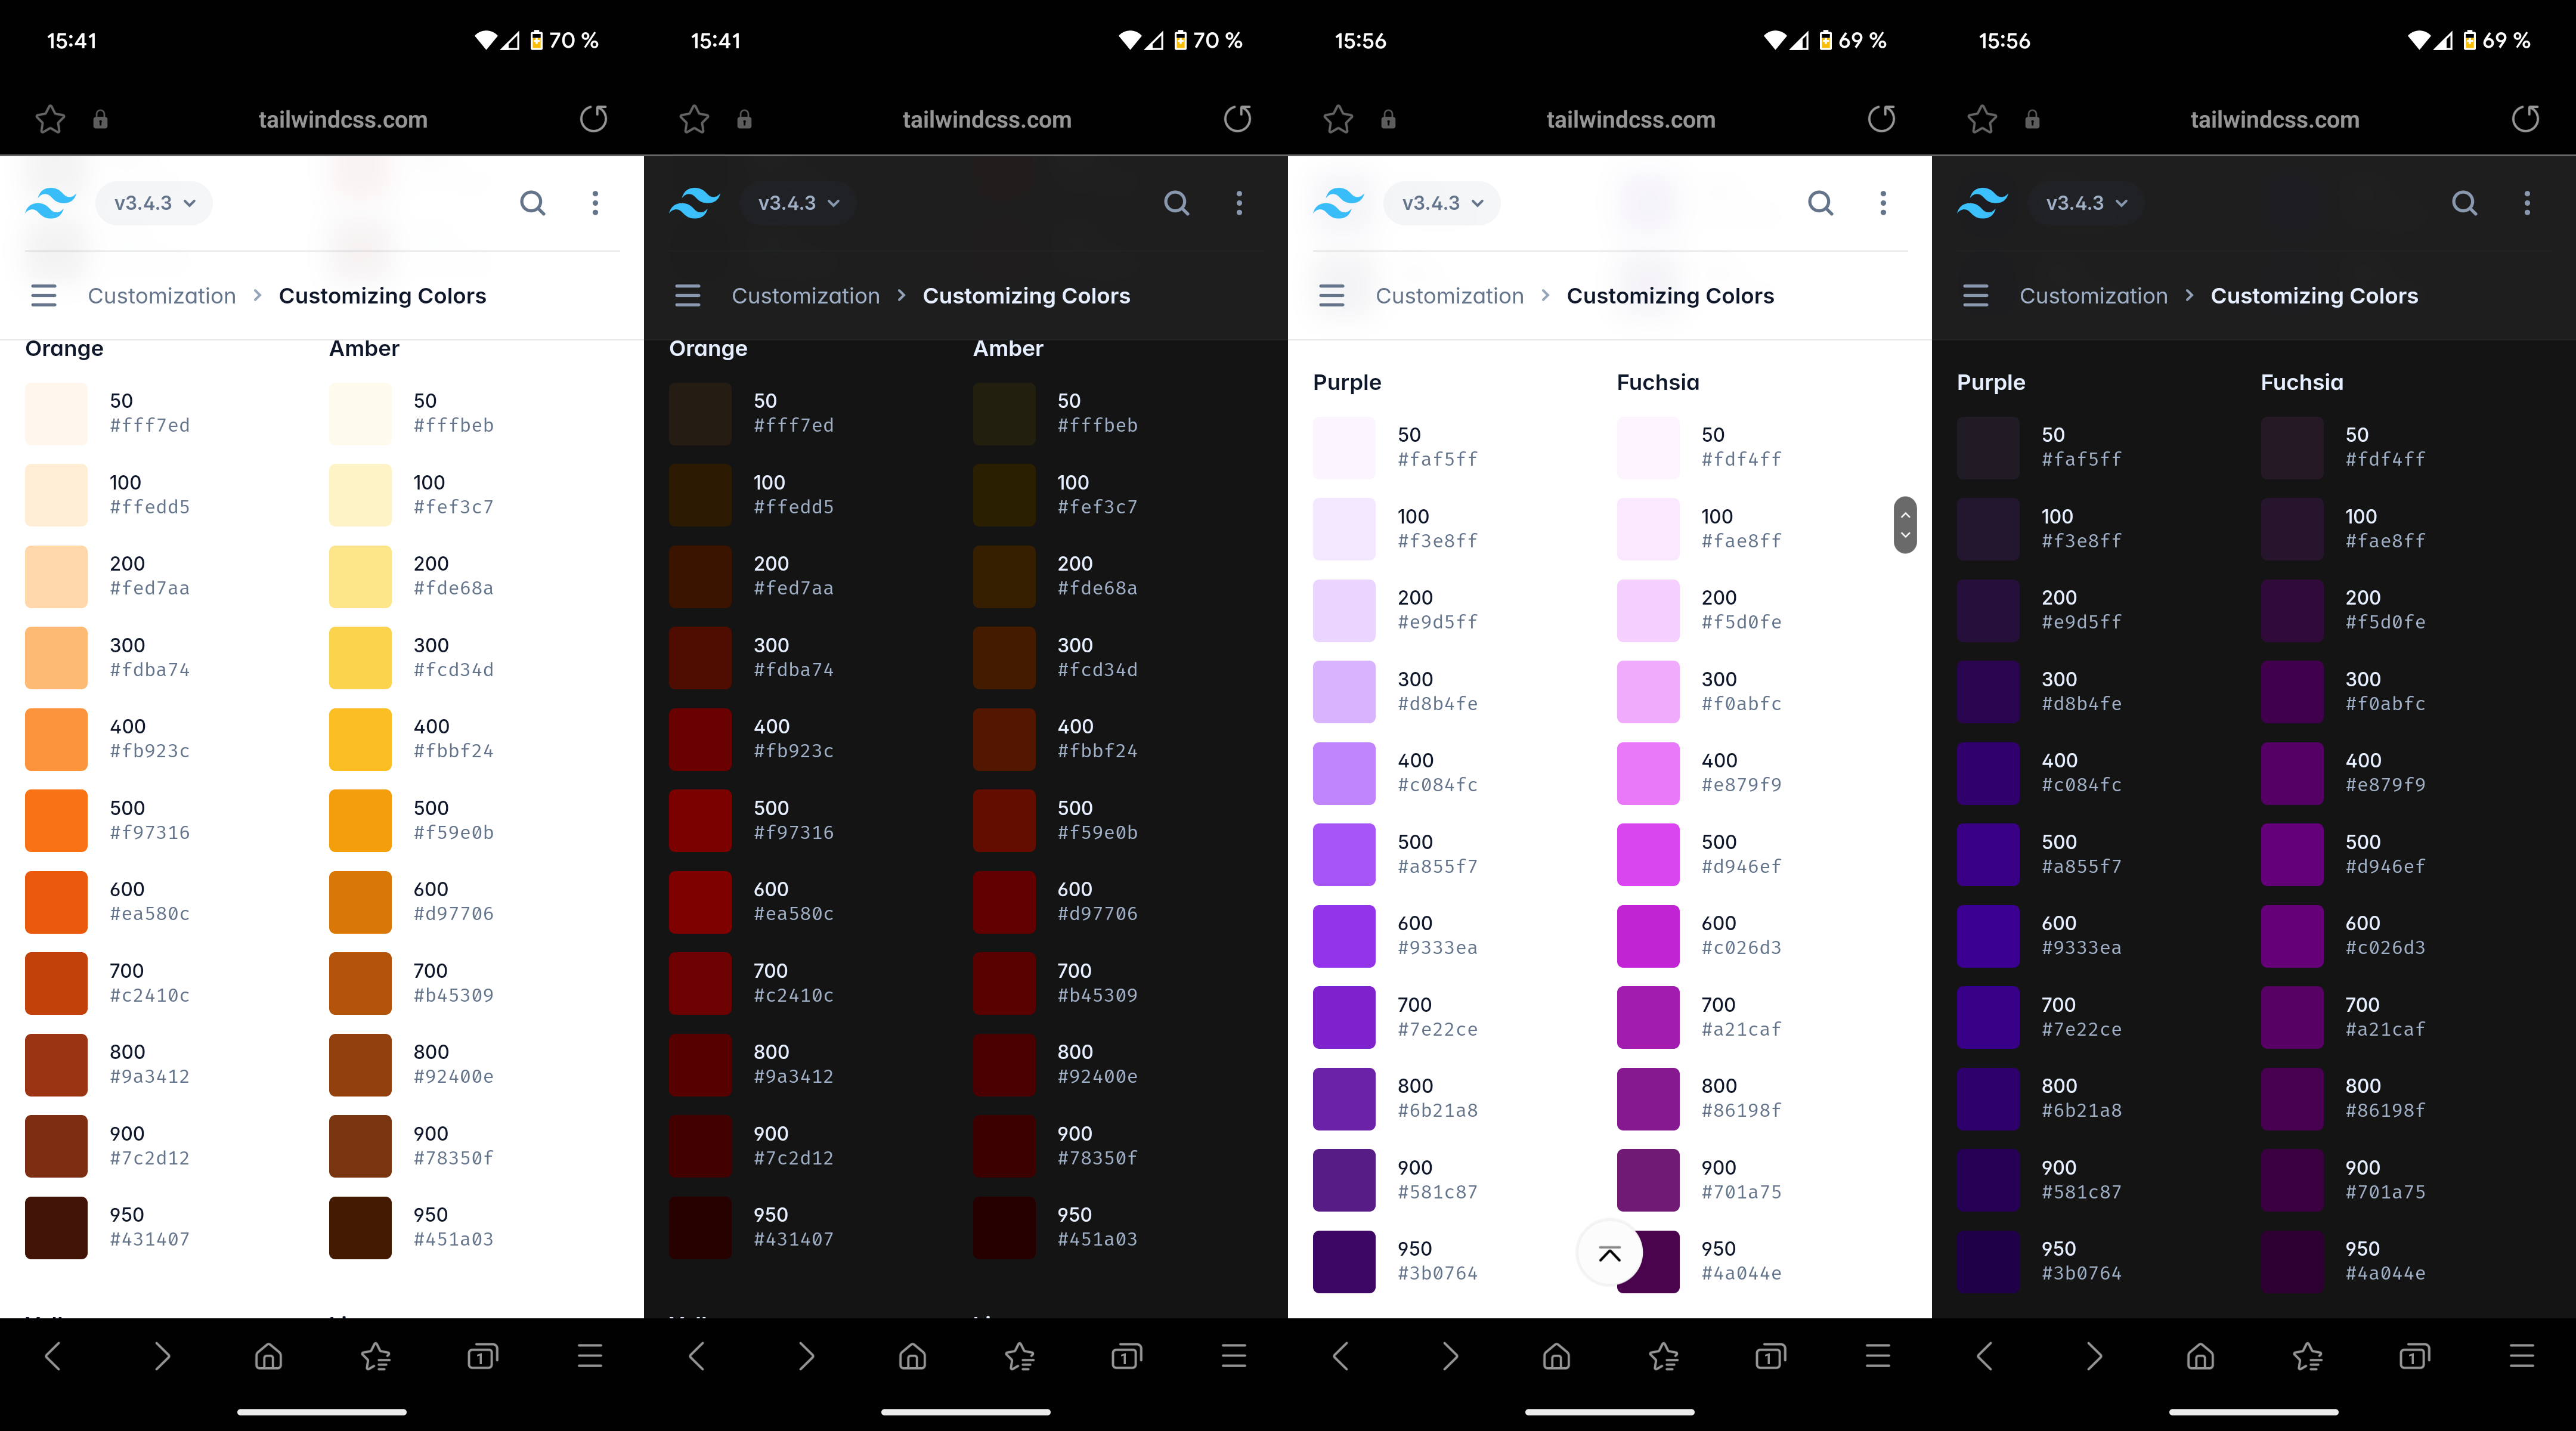 15:41
70 %
tailwindcss.com
v3.4.3
Customization > Customizing Colors
Orange
50
#fff7ed
100
#ffedd5
200
#fed7aa
300
#fdba74
400
#fb923c
500
#f97316
600
#ea580c
700
#c2410c
800
#9a3412
900
#7c2d12
950
#431407
Amber
50
#fffbeb
100
#fef3c7
200
#fde68a
300
#fcd34d
400
#fbbf24
500
#f59e0b
600
#d97706
700
#b45309
800
#92400e
900
#78350f
950
#451a03
1
15:41
70 %
tailwindcss.com
v3.4.3
Customization > Customizing Colors
Orange
50
#fff7ed
100
#ffedd5
200
#fed7aa
300
#fdba74
400
#fb923c
500
#f97316
600
#ea580c
700
#c2410c
800
#9a3412
900
#7c2d12
950
#431407
Amber
50
#fffbeb
100
#fef3c7
200
#fde68a
300
#fcd34d
400
#fbbf24
500
#f59e0b
600
#d97706
700
#b45309
800
#92400e
900
#78350f
950
#451a03
1
15:56
69 %
tailwindcss.com
v3.4.3
Customization > Customizing Colors
Purple
50
#faf5ff
100
#f3e8ff
200
#e9d5ff
300
#d8b4fe
400
#c084fc
500
#a855f7
600
#9333ea
700
#7e22ce
800
#6b21a8
900
#581c87
950
#3b0764
Fuchsia
50
#fdf4ff
100
#fae8ff
200
#f5d0fe
300
#f0abfc
400
#e879f9
500
#d946ef
600
#c026d3
700
#a21caf
800
#86198f
900
#701a75
950
#4a044e
1
15:56
69 %
tailwindcss.com
v3.4.3
Customization > Customizing Colors
Purple
50
#faf5ff
100
#f3e8ff
200
#e9d5ff
300
#d8b4fe
400
#c084fc
500
#a855f7
600
#9333ea
700
#7e22ce
800
#6b21a8
900
#581c87
950
#3b0764
Fuchsia
50
#fdf4ff
100
#fae8ff
200
#f5d0fe
300
#f0abfc
400
#e879f9
500
#d946ef
600
#c026d3
700
#a21caf
800
#86198f
900
#701a75
950
#4a044e
1